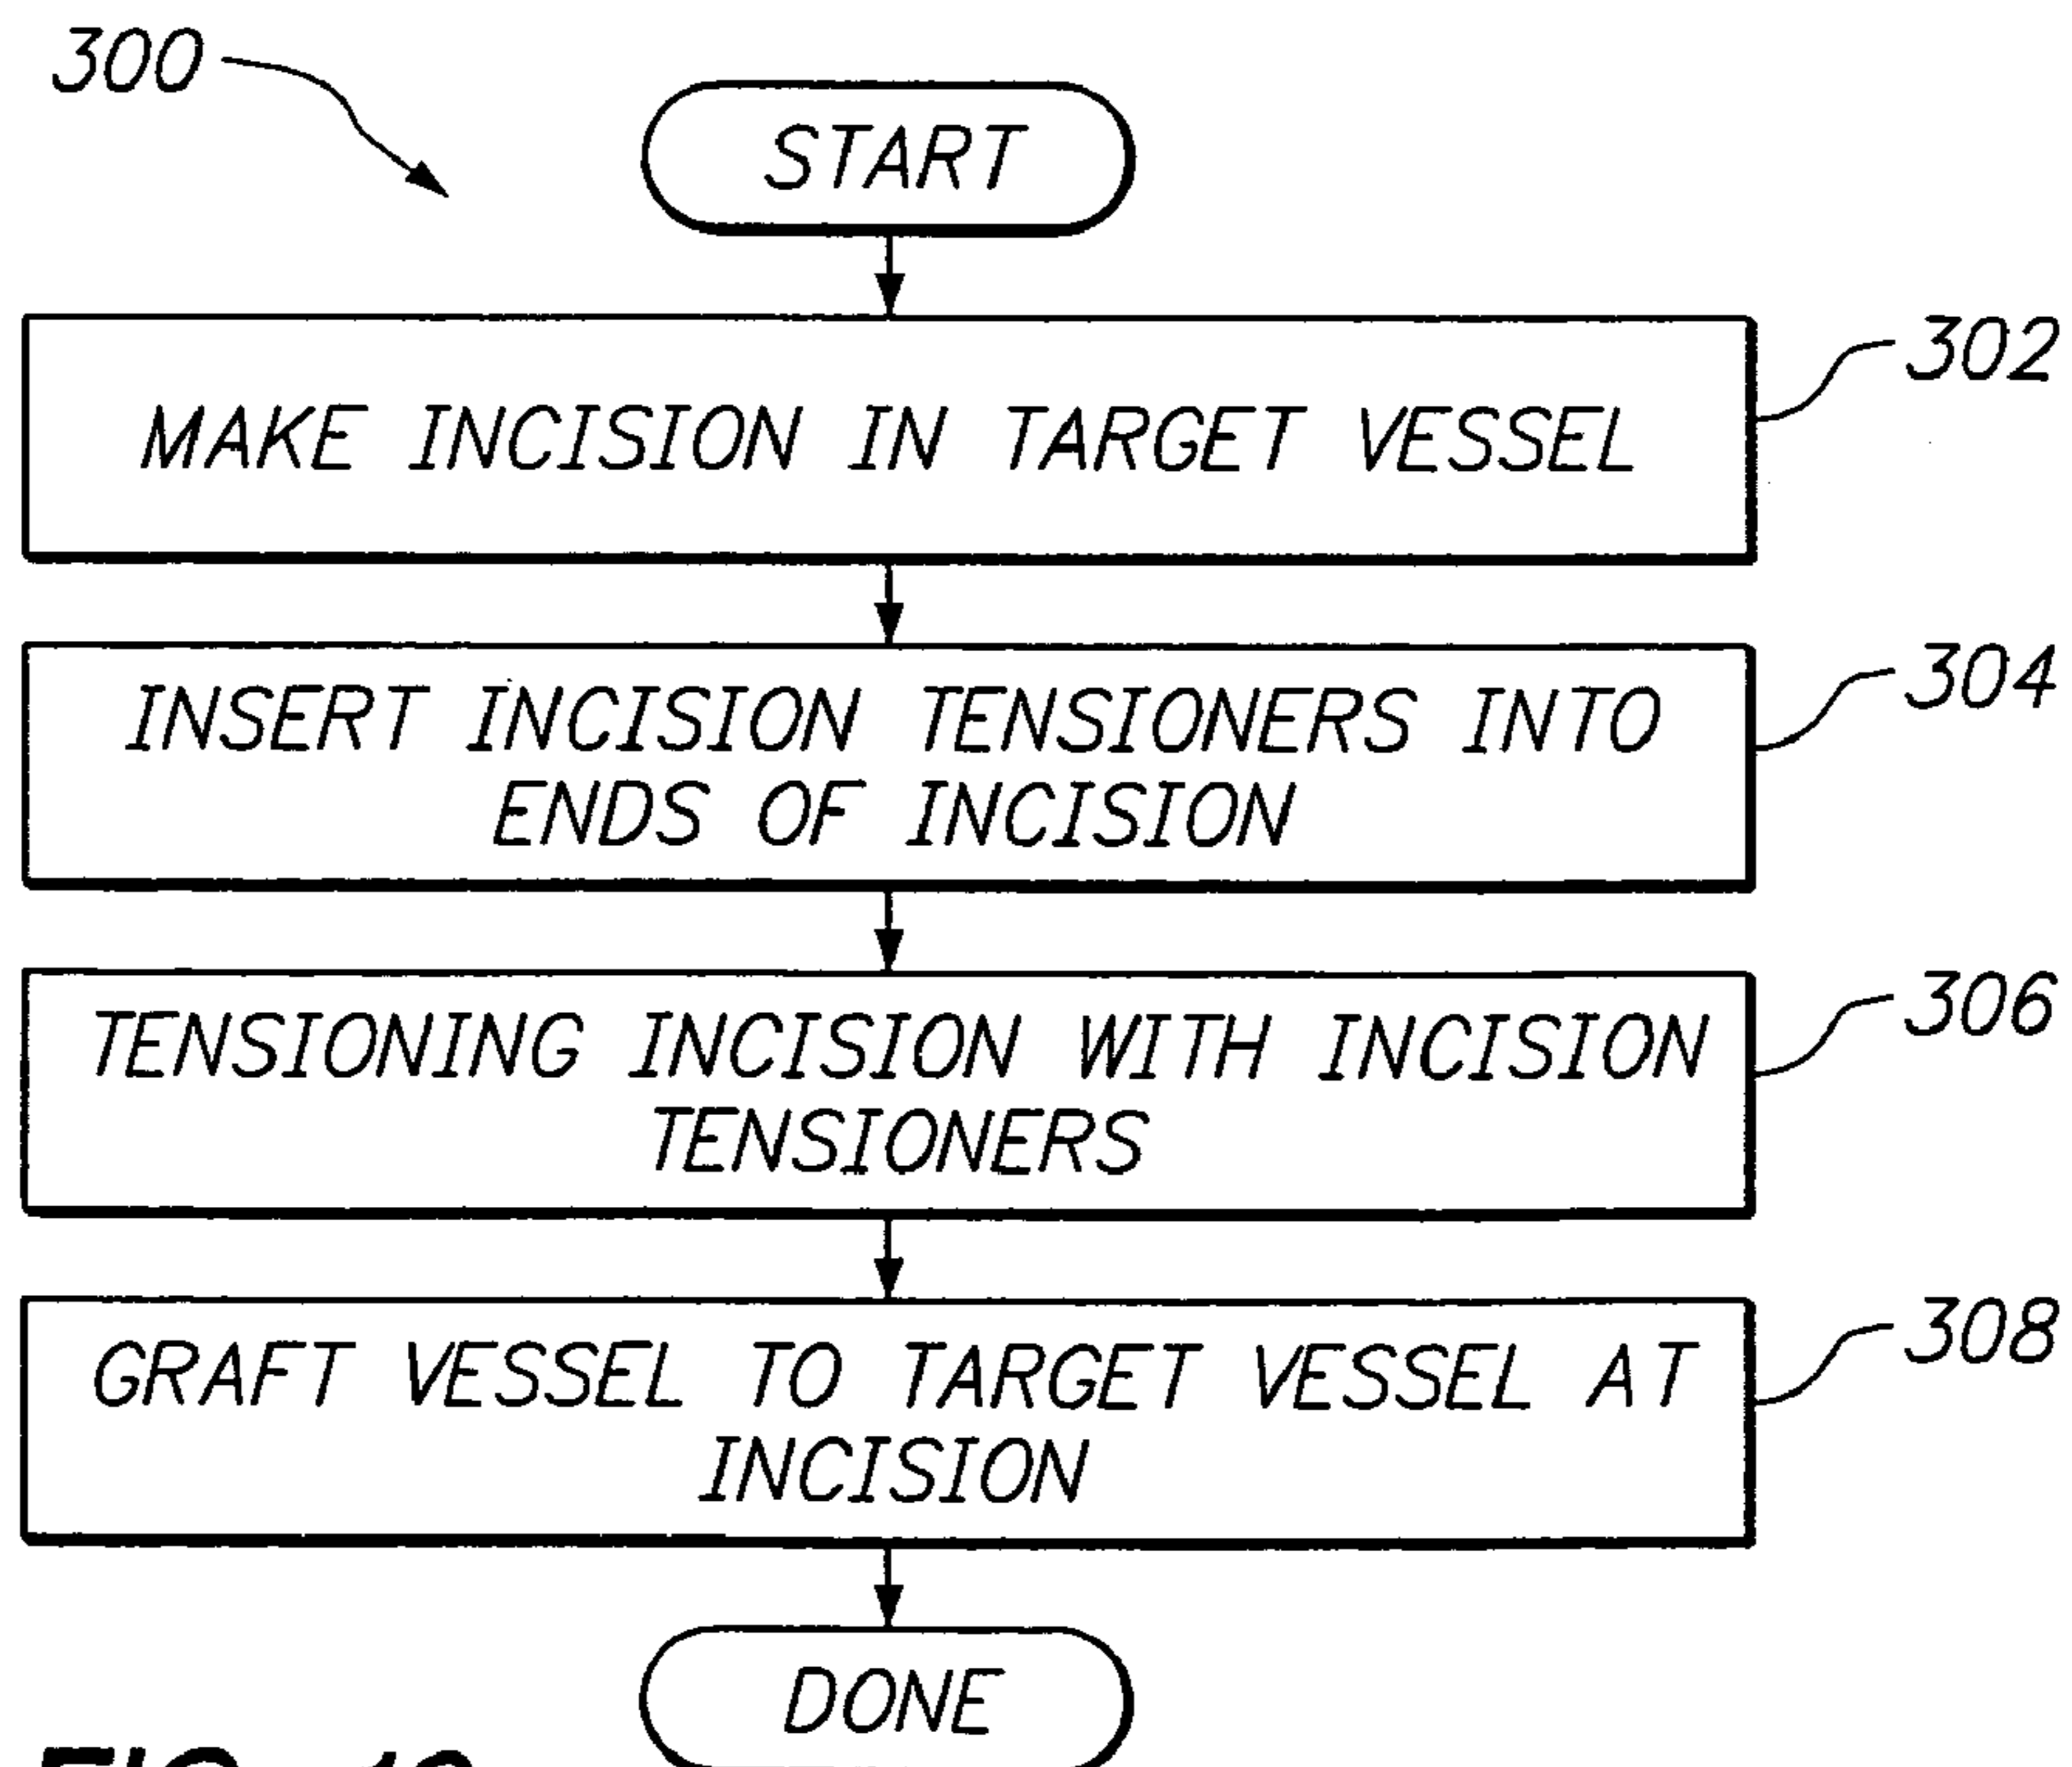 300
START
MAKE INCISION IN TARGET VESSEL
302
INSERT INCISION TENSIONERS INTO
ENDS OF INCISION
304
TENSIONING INCISION WITH INCISION
TENSIONERS
306
GRAFT VESSEL TO TARGET VESSEL AT
INCISION
308
DONE